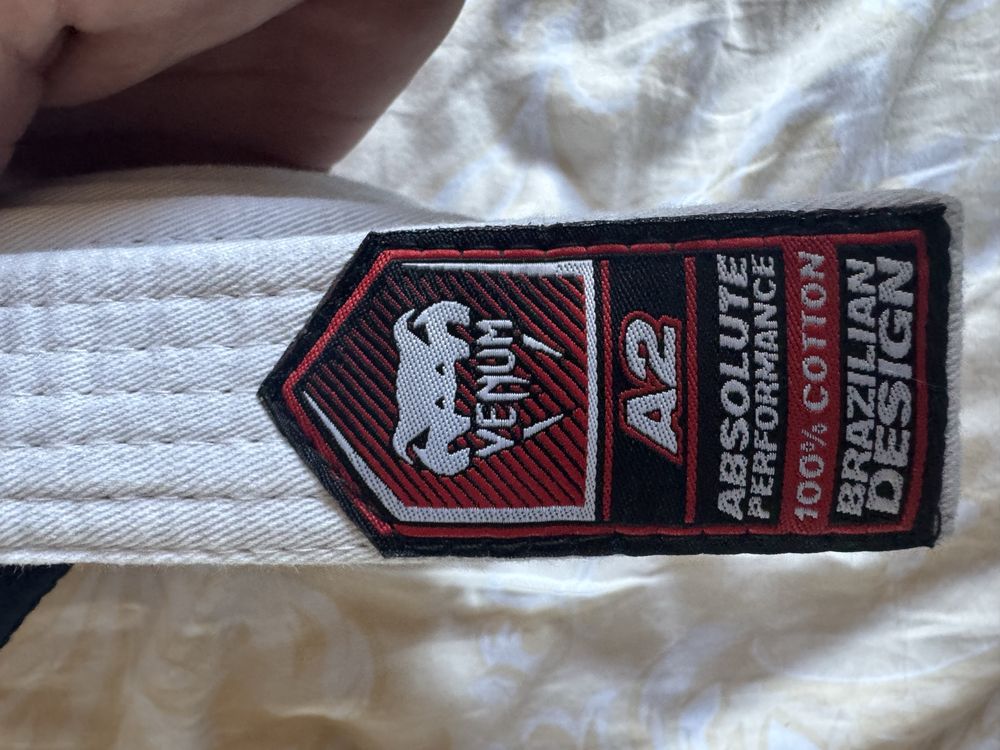 VENUM
A2
ABSOLUTE
PERFORMANCE
100% COTTON
BRAZILIAN
DESIGN